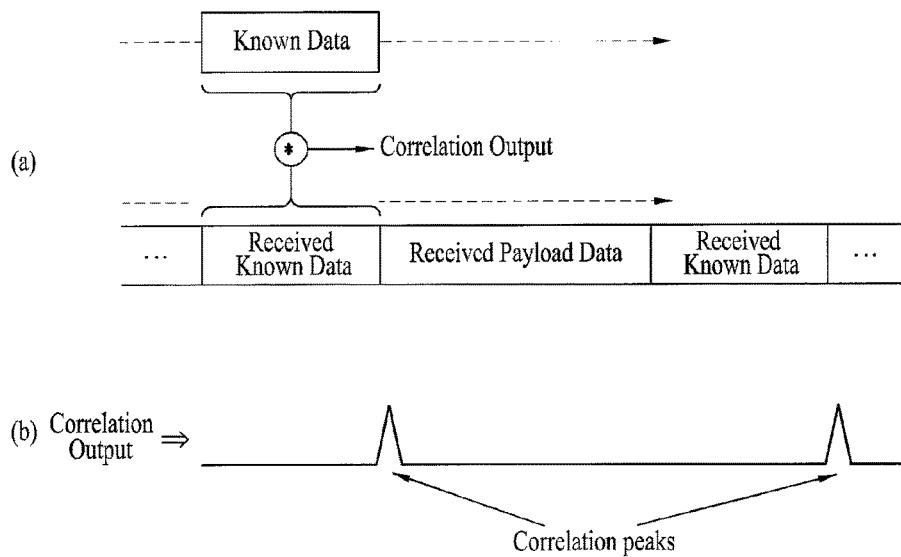 Known Data
(a)
*
Correlation Output
...
Received
Known Data
Received Payload Data
Received
Known Data
...
(b)
Correlation
Output
⇒
Correlation peaks